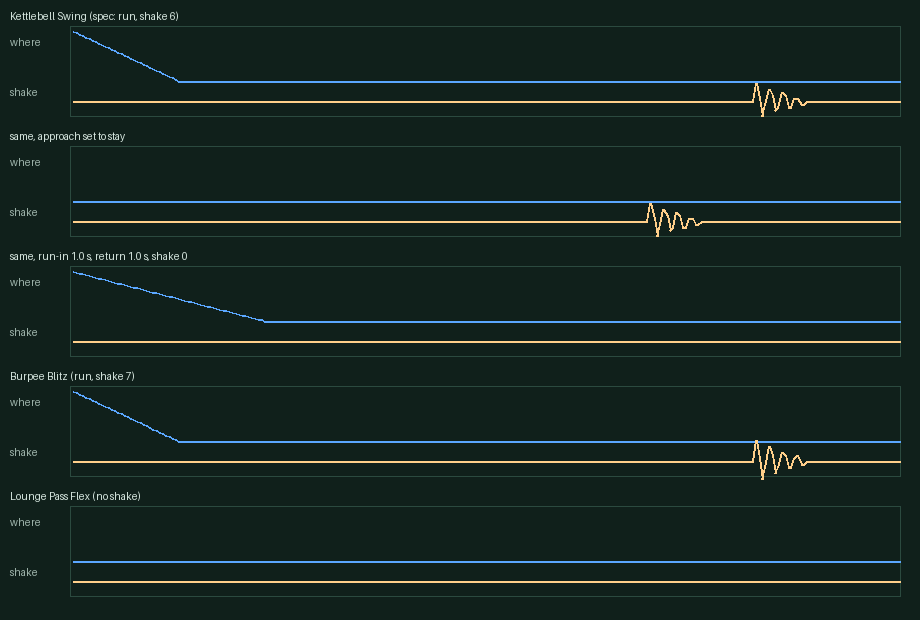 Kettlebell Swing (spec: run, shake 6)
where
shake
same, approach set to stay
where
shake
same, run-in 1.0 s, return 1.0 s, shake 0
where
shake
Burpee Blitz (run, shake 7)
where
shake
Lounge Pass Flex (no shake)
where
shake